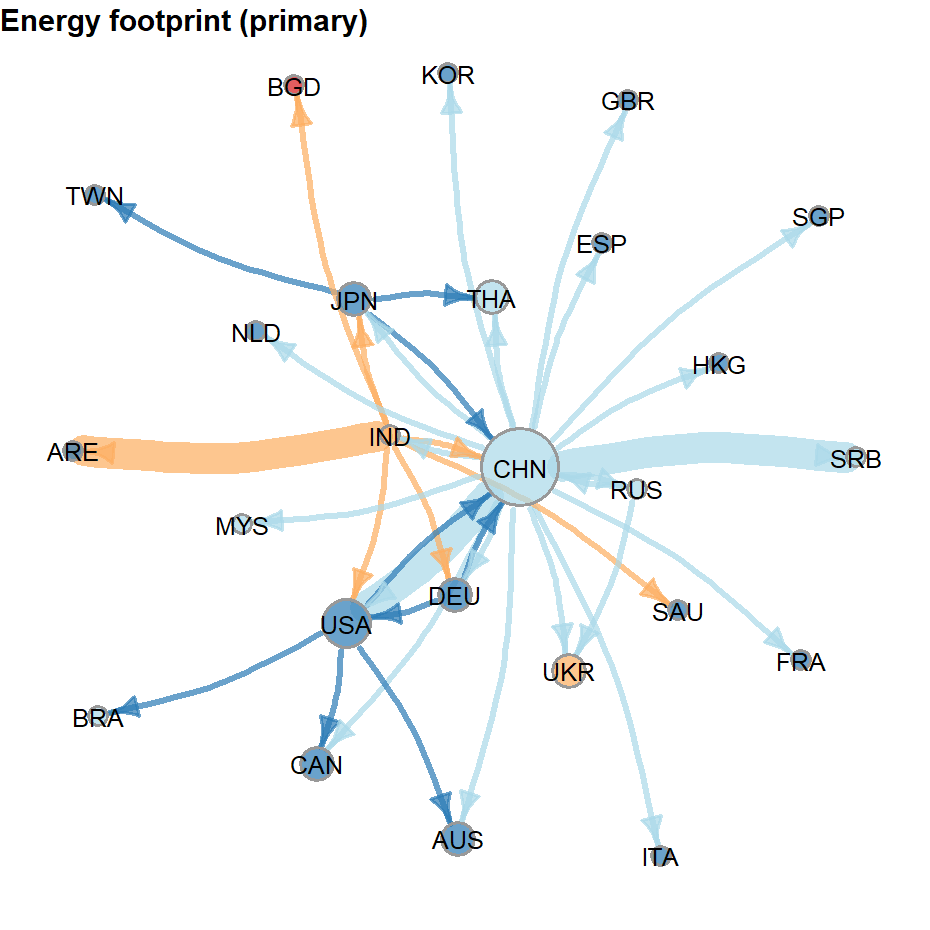 Energy footprint (primary)
KOR
BGD
GBR
TWN
SGP
ESP
JPN
THA
NLD
HKG
IND
ARE
CHN
SRB
RUS
MYS
DEU
SAU
USA
FRA
UKR
BRA
CAN
AUS
ITA